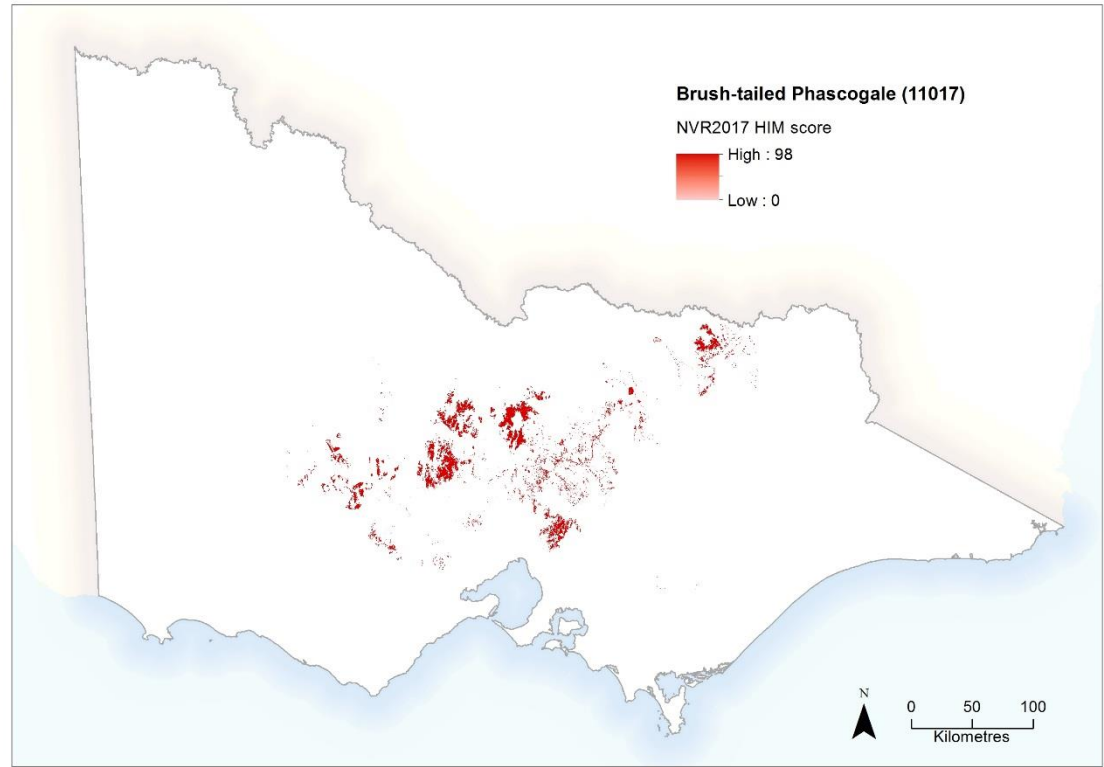 Brush-tailed Phascogale (11017)
NVR2017 HIM score
High : 98
Low : 0
N
0 50 100
Kilometres